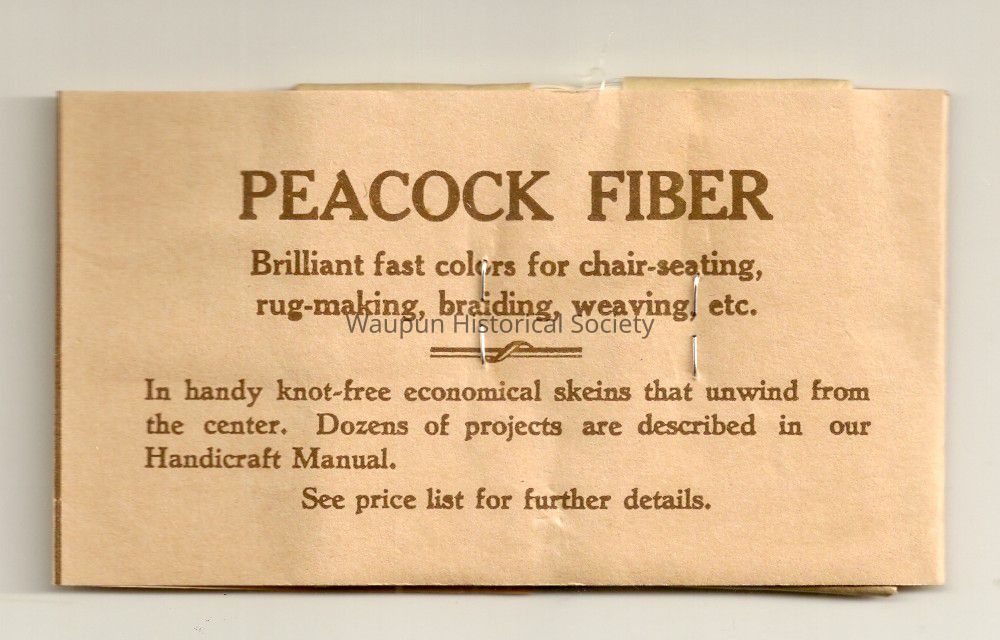 PEACOCK FIBER
Brilliant fast colors for chair-seating,
rug-making, braiding, weaving, etc.
Waupun Historical Society
In handy knot-free economical skeins that unwind from
the center. Dozens of projects are described in our
Handicraft Manual.
See price list for further details.